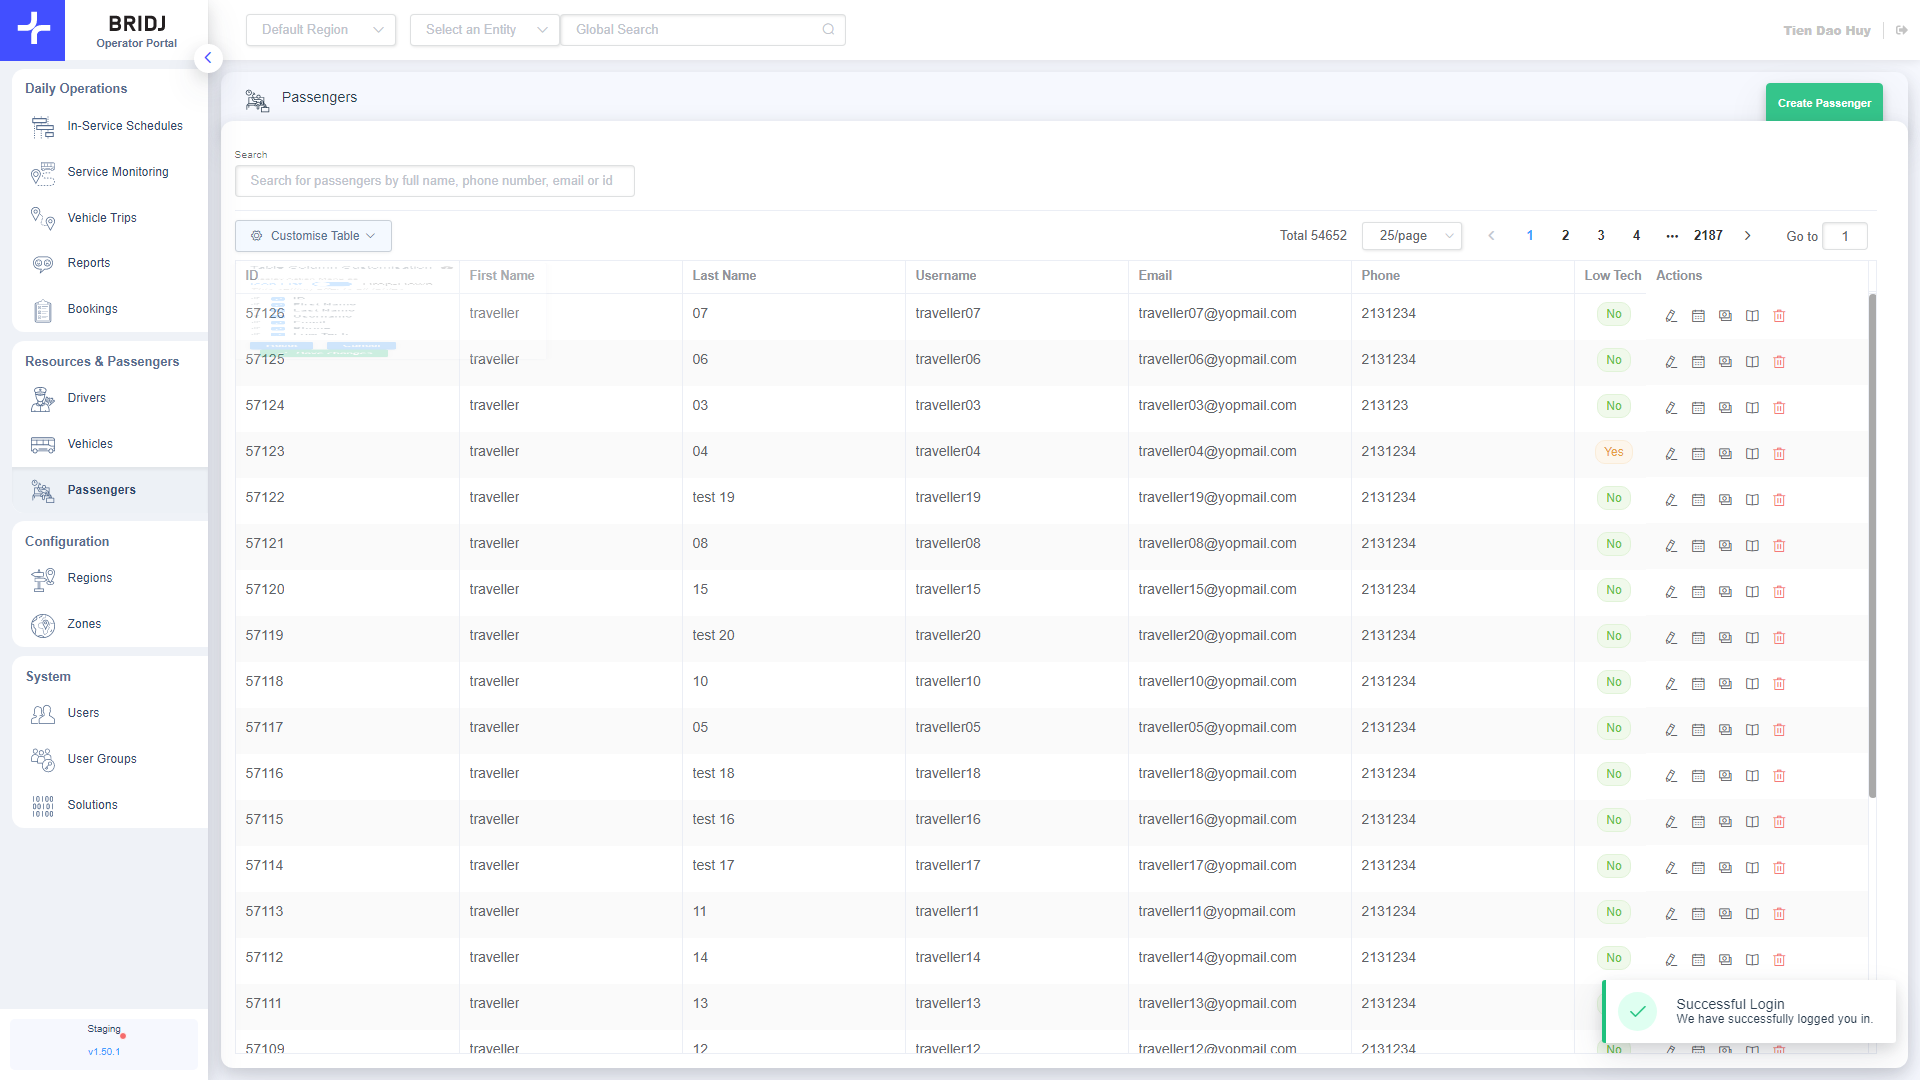 BRIDJ
Operator Portal
Default Region
Select an Entity
Global Search
Tien Dao Huy
Daily Operations
In-Service Schedules
Service Monitoring
Vehicle Trips
Reports
Bookings
Resources & Passengers
Drivers
Vehicles
Passengers
Configuration
Regions
Zones
System
Users
User Groups
Solutions
Staging
v1.50.1
Passengers
Create Passenger
Search
Search for passengers by full name, phone number, email or id
Customise Table
Total 54652
25/page
1 2 3 4 ... 2187
Go to 1
ID First Name Last Name Username Email Phone Low Tech Actions
57126 traveller 07 traveller07 traveller07@yopmail.com 2131234 No
57125 traveller 06 traveller06 traveller06@yopmail.com 2131234 No
57124 traveller 03 traveller03 traveller03@yopmail.com 213123 No
57123 traveller 04 traveller04 traveller04@yopmail.com 2131234 Yes
57122 traveller test 19 traveller19 traveller19@yopmail.com 2131234 No
57121 traveller 08 traveller08 traveller08@yopmail.com 2131234 No
57120 traveller 15 traveller15 traveller15@yopmail.com 2131234 No
57119 traveller test 20 traveller20 traveller20@yopmail.com 2131234 No
57118 traveller 10 traveller10 traveller10@yopmail.com 2131234 No
57117 traveller 05 traveller05 traveller05@yopmail.com 2131234 No
57116 traveller test 18 traveller18 traveller18@yopmail.com 2131234 No
57115 traveller test 16 traveller16 traveller16@yopmail.com 2131234 No
57114 traveller test 17 traveller17 traveller17@yopmail.com 2131234 No
57113 traveller 11 traveller11 traveller11@yopmail.com 2131234 No
57112 traveller 14 traveller14 traveller14@yopmail.com 2131234 No
57111 traveller 13 traveller13 traveller13@yopmail.com 2131234
57109 traveller 12 traveller12 traveller12@yopmail.com 2131234 No
Successful Login
We have successfully logged you in.